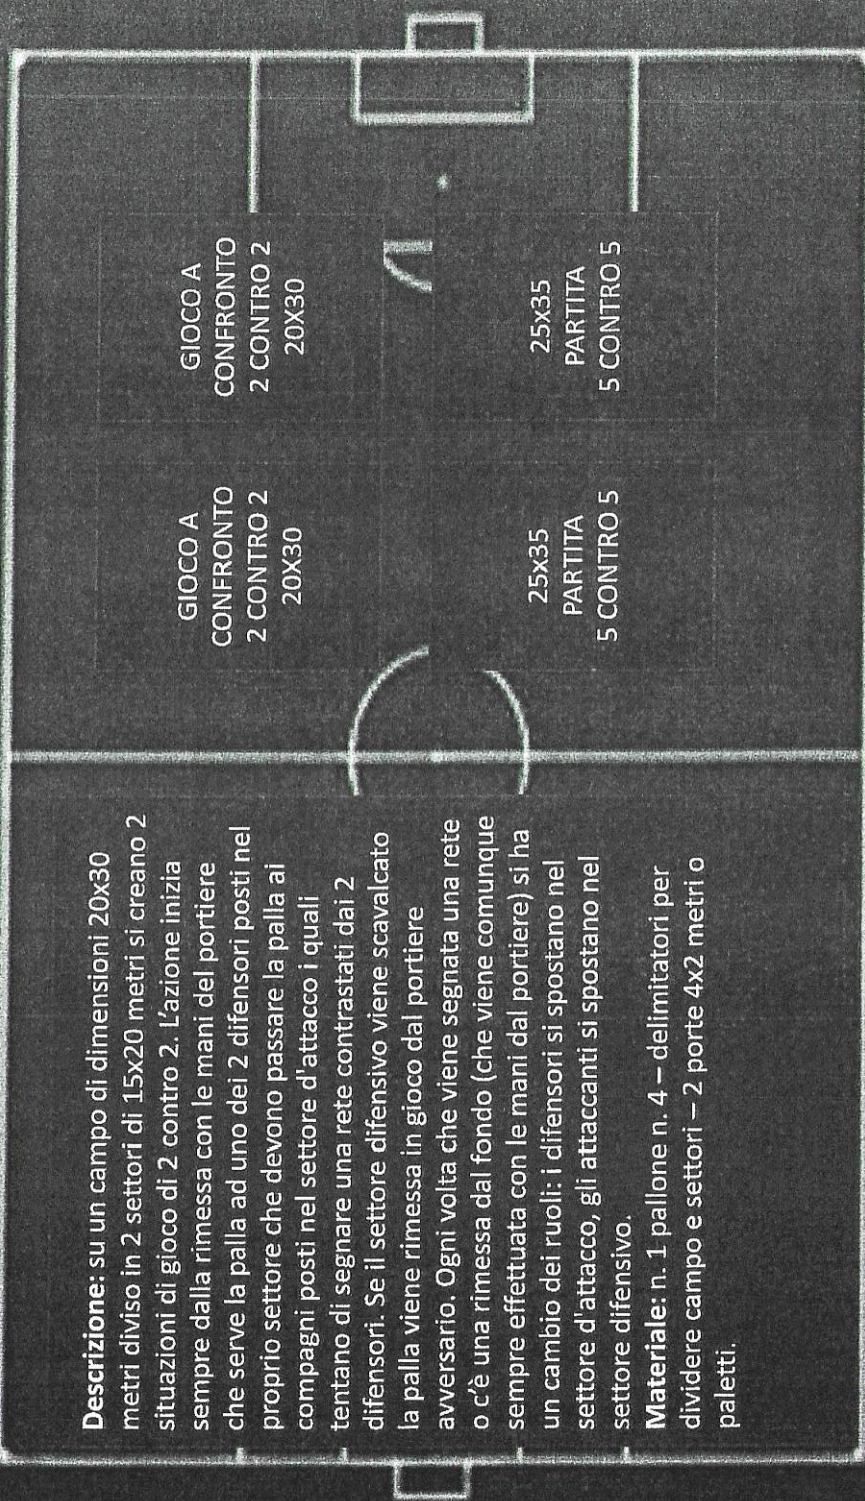 Descrizione: su un campo di dimensioni 20x30
metri diviso in 2 settori di 15x20 metri si creano 2
situazioni di gioco di 2 contro 2. L'azione inizia
sempre dalla rimessa con le mani del portiere
che serve la palla ad uno dei 2 difensori posti nel
proprio settore che devono passare la palla ai
compagni posti nel settore d'attacco i quali
tentano di segnare una rete contrastati dai 2
difensori. Se il settore difensivo viene scavalcato
la palla viene rimessa in gioco dal portiere
avversario. Ogni volta che viene segnata una rete
o c'è una rimessa dal fondo (che viene comunque
sempre effettuata con le mani dal portiere) si ha
un cambio dei ruoli: i difensori si spostano nel
settore d'attacco, gli attaccanti si spostano nel
settore difensivo.
Materiale: n. 1 pallone n. 4 – delimitatori per
dividere campo e settori – 2 porte 4x2 metri o
paletti.
GIOCO A
CONFRONTO
2 CONTRO 2
20X30
GIOCO A
CONFRONTO
2 CONTRO 2
20X30
25x35
PARTITA
5 CONTRO 5
25x35
PARTITA
5 CONTRO 5